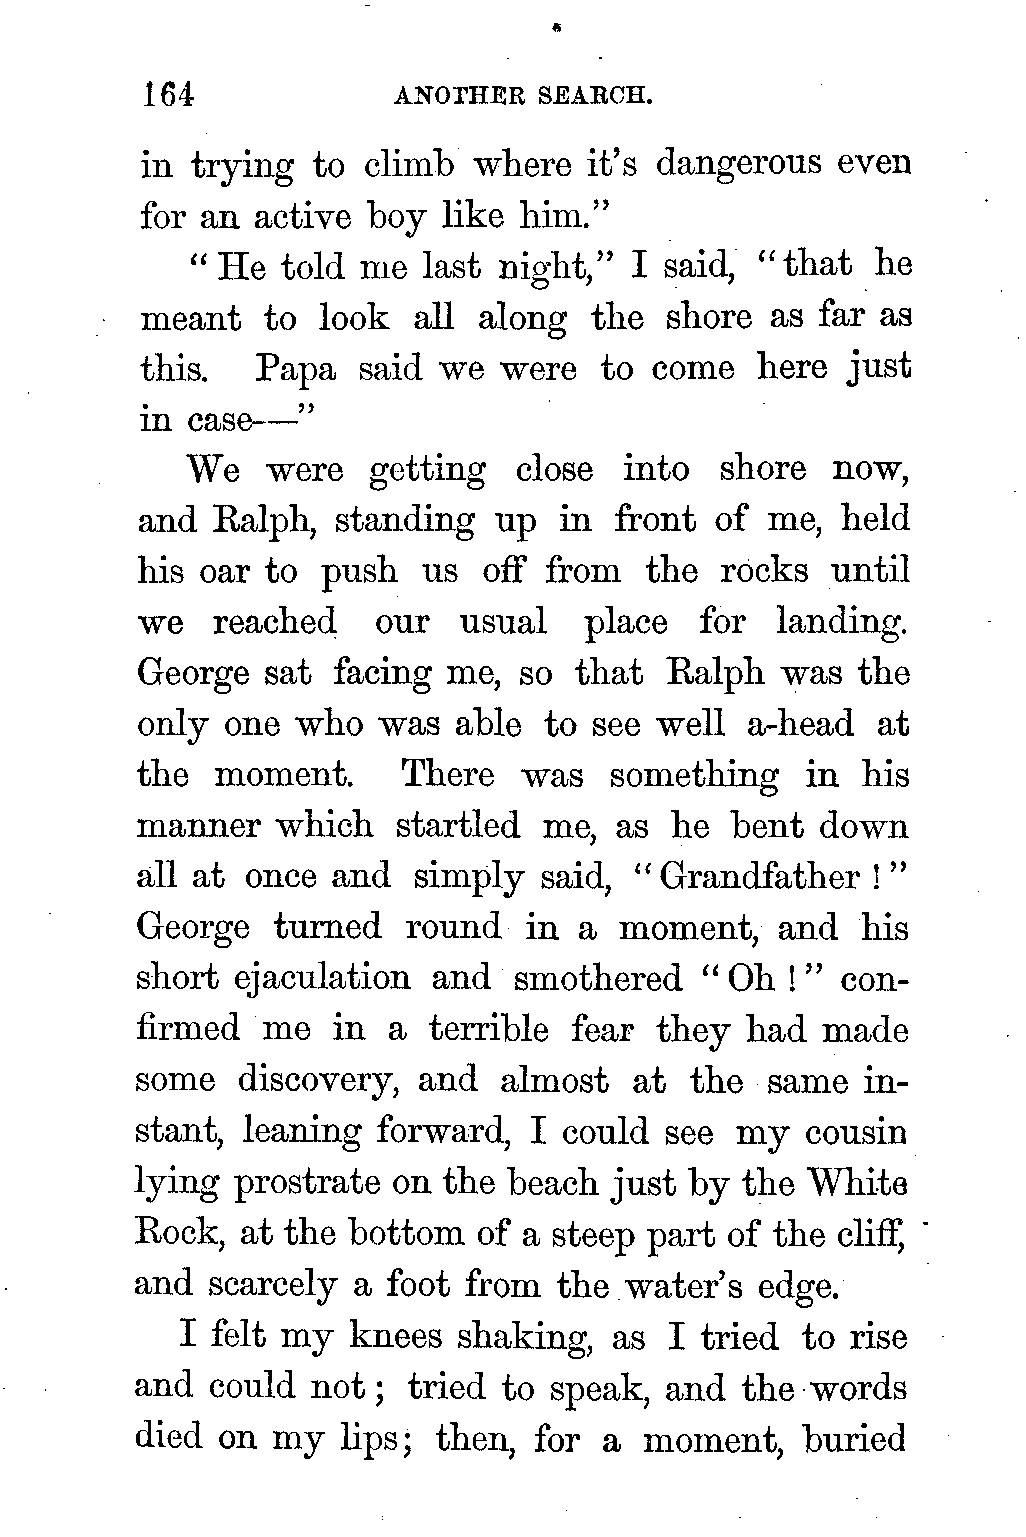 164 ANOTHER SEARCH.
in trying to climb where it's dangerous even
for an active boy like him."
"He told me last night," I said, "that he
meant to look all along the shore as far as
this. Papa said we were to come here just
in case—"
We were getting close into shore now,
and Ralph, standing up in front of me, held
his oar to push us off from the rocks until
we reached our usual place for landing.
George sat facing me, so that Ralph was the
only one who was able to see well a-head at
the moment. There was something in his
manner which startled me, as he bent down
all at once and simply said, "Grandfather!"
George turned round in a moment, and his
short ejaculation and smothered "Oh!" con-
firmed me in a terrible fear they had made
some discovery, and almost at the same in-
stant, leaning forward, I could see my cousin
lying prostrate on the beach just by the White
Rock, at the bottom of a steep part of the cliff,
and scarcely a foot from the water's edge.
I felt my knees shaking, as I tried to rise
and could not; tried to speak, and the words
died on my lips; then, for a moment, buried